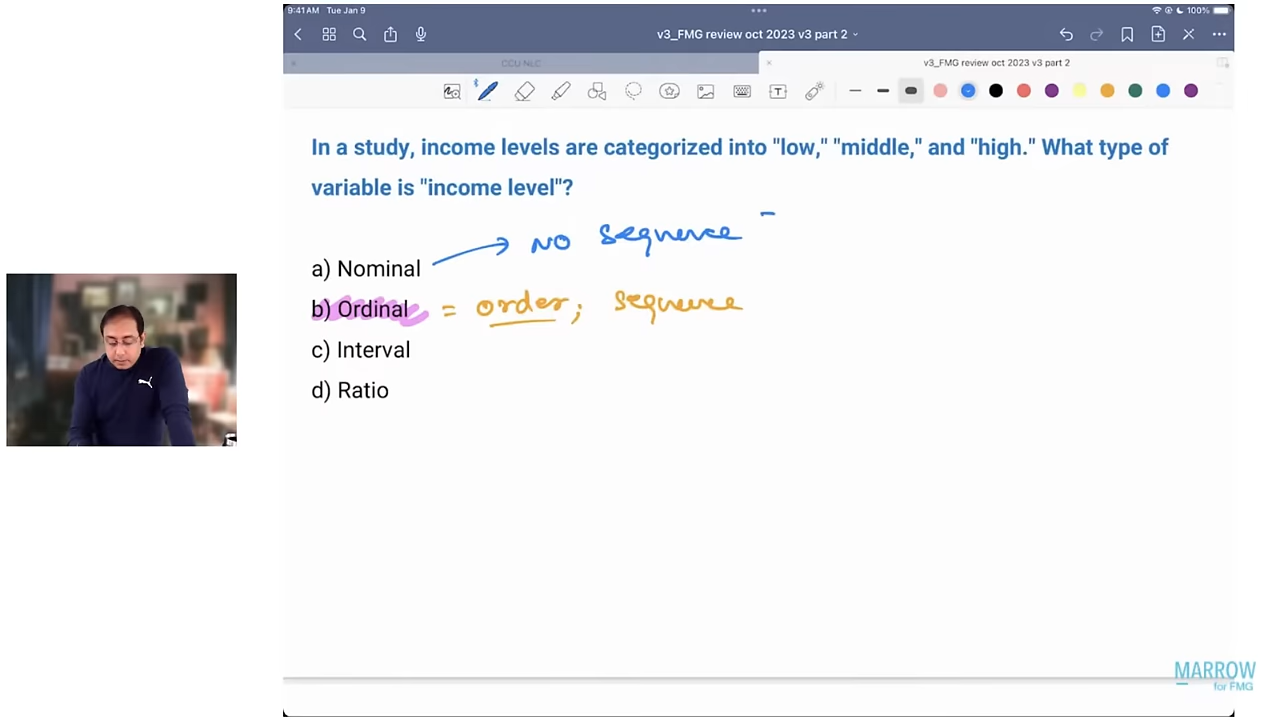 9:41 AM Tue Jan 9
100%
v3_FMG review oct 2023 v3 part 2
CCU NLC
v3_FMG review oct 2023 v3 part 2
T
In a study, income levels are categorized into "low," "middle," and "high." What type of
variable is "income level"?
NO sequence -
a) Nominal
b) Ordinal = order; sequence
c) Interval
d) Ratio
MARROW
for FMG